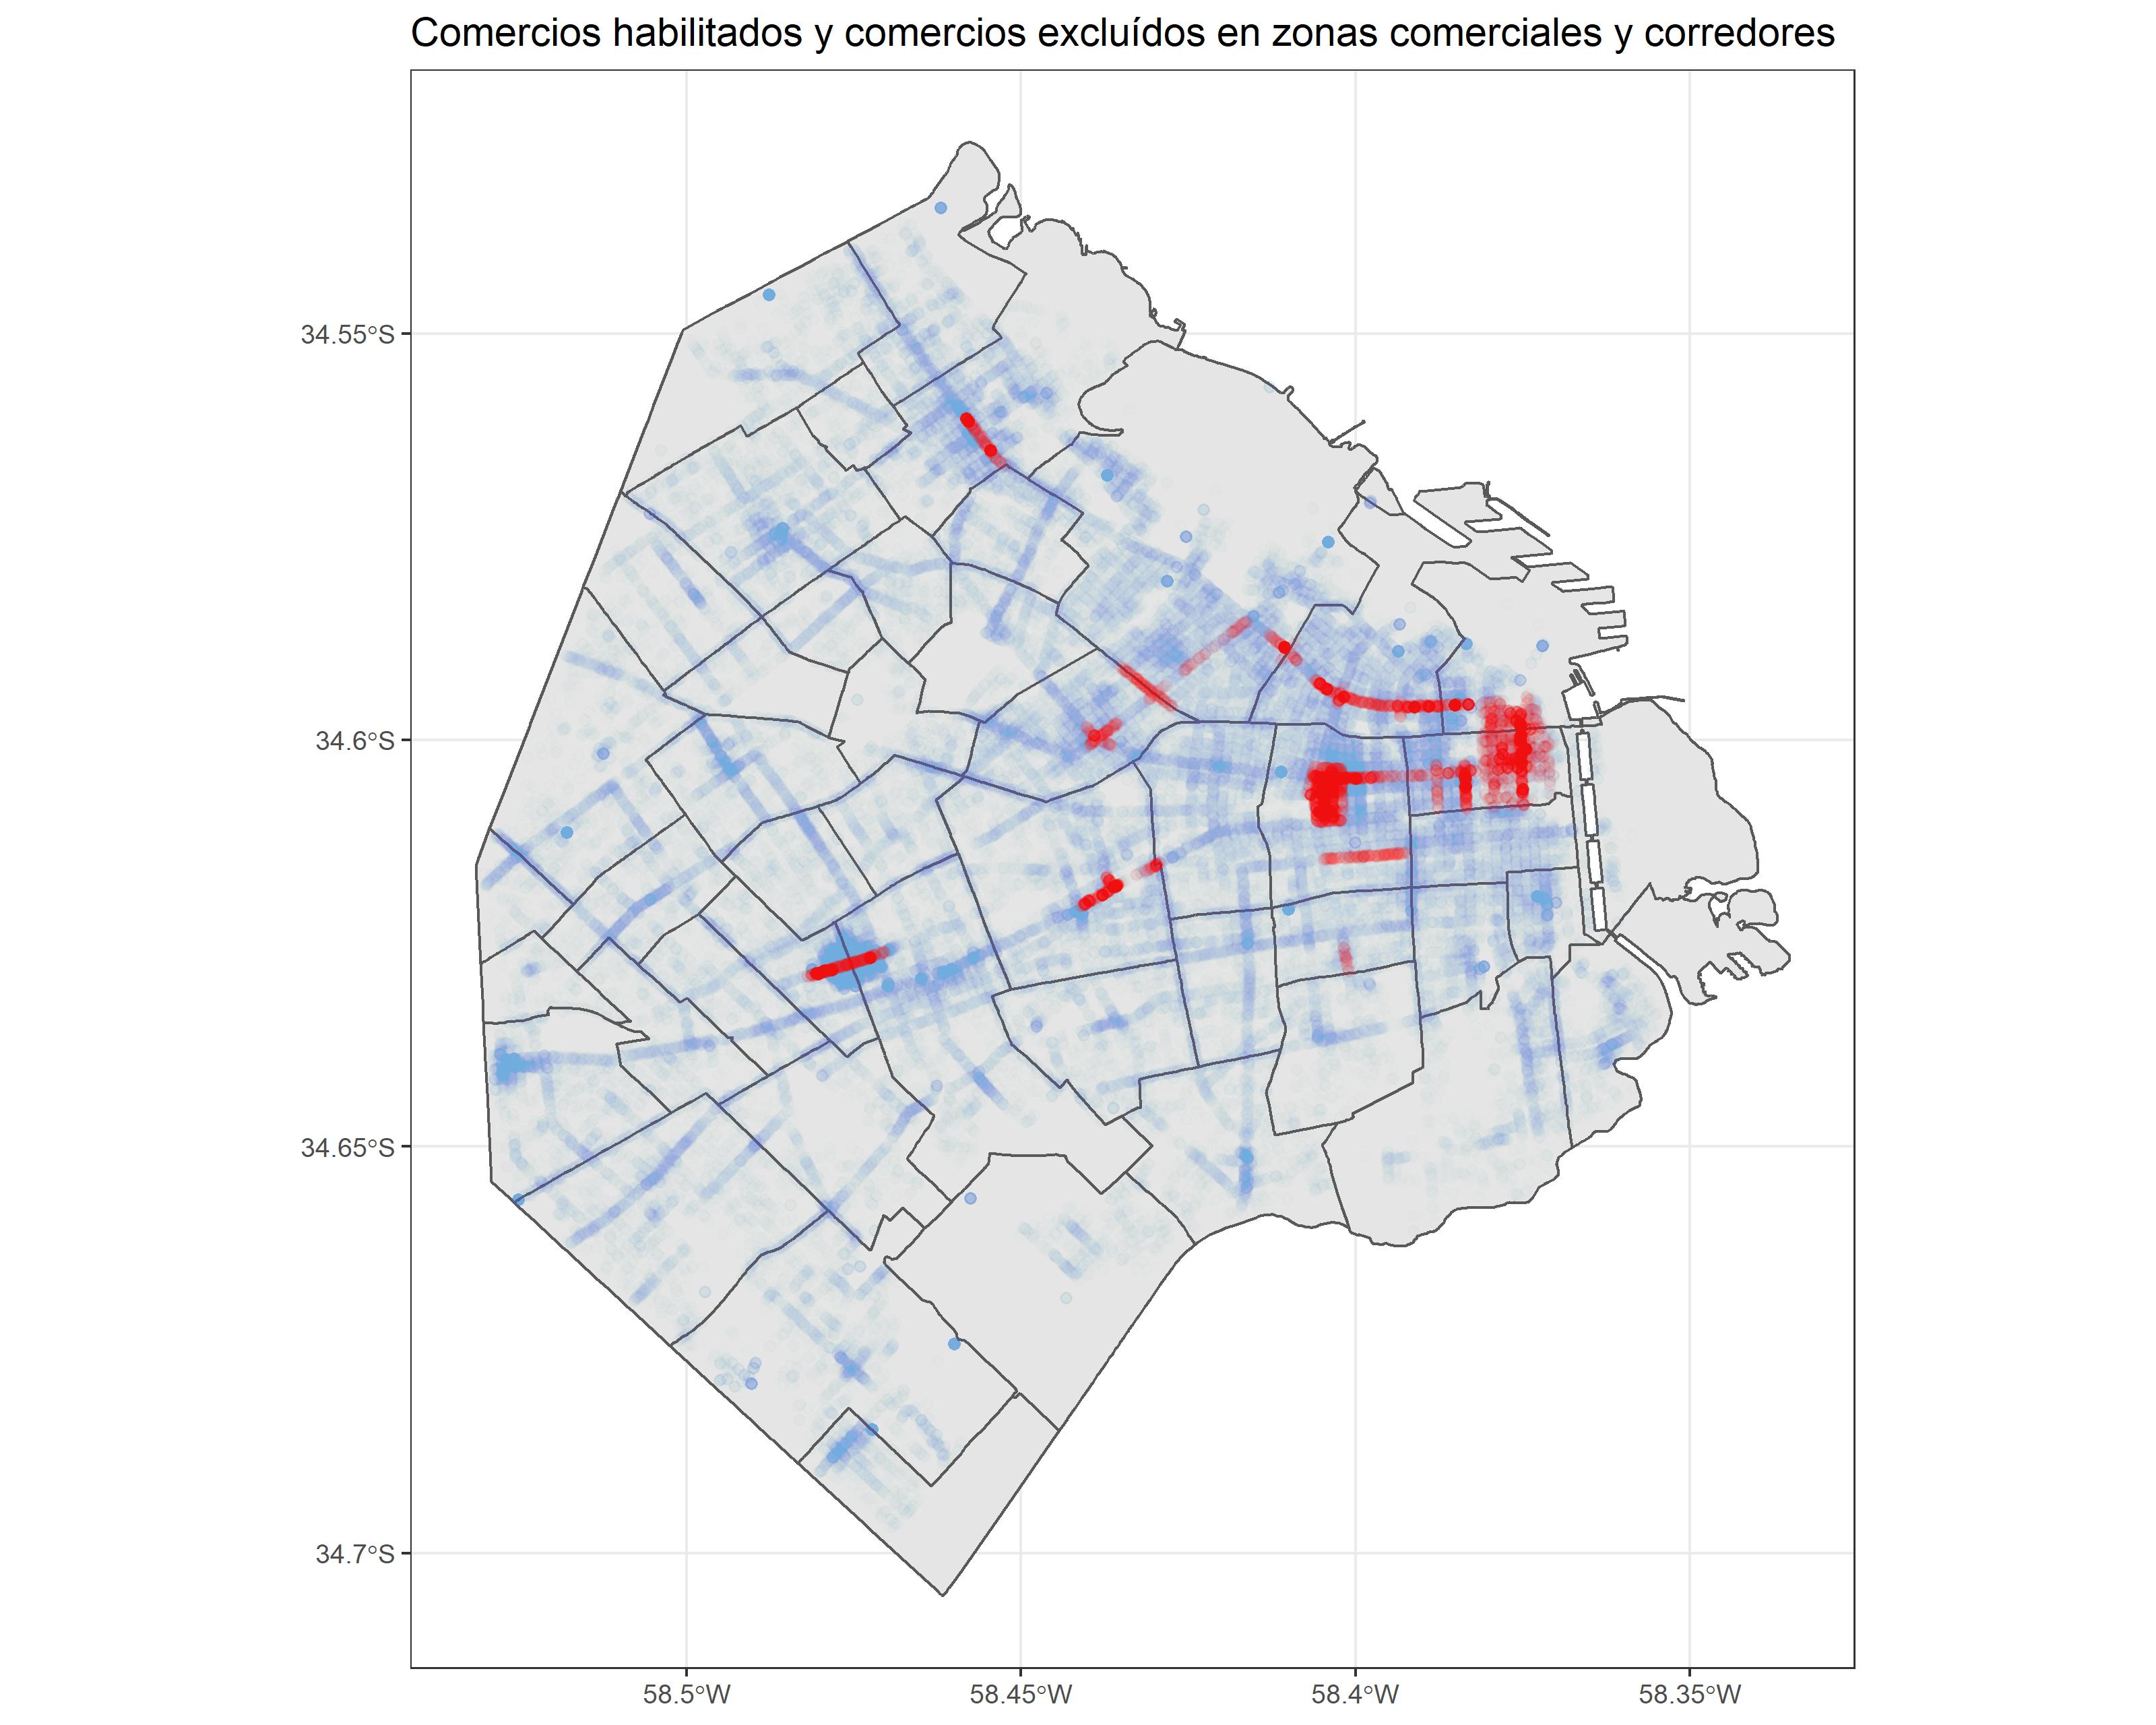 Comercios habilitados y comercios excluídos en zonas comerciales y corredores
34.55°S
34.6°S
34.65°S
34.7°S
58.5°W
58.45°W
58.4°W
58.35°W